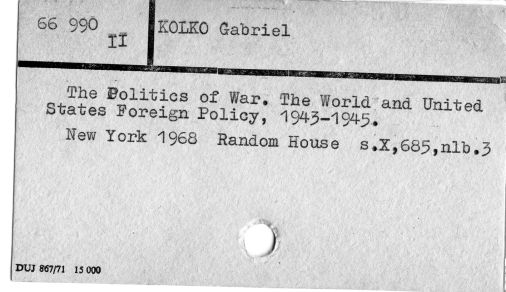 66 990
II
KOLKO Gabriel
The Politics of War. The World and United
States Foreign Policy, 1943-1945.
New York 1968 Random House s.X,685,nlb.3
DUJ 867/71 15 000